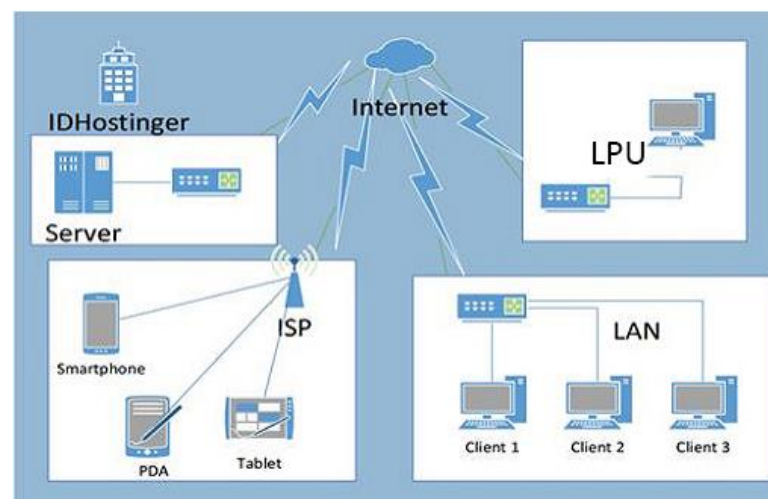 IDHostinger
Internet
LPU
Server
ISP
LAN
Smartphone
PDA
Tablet
Client 1
Client 2
Client 3